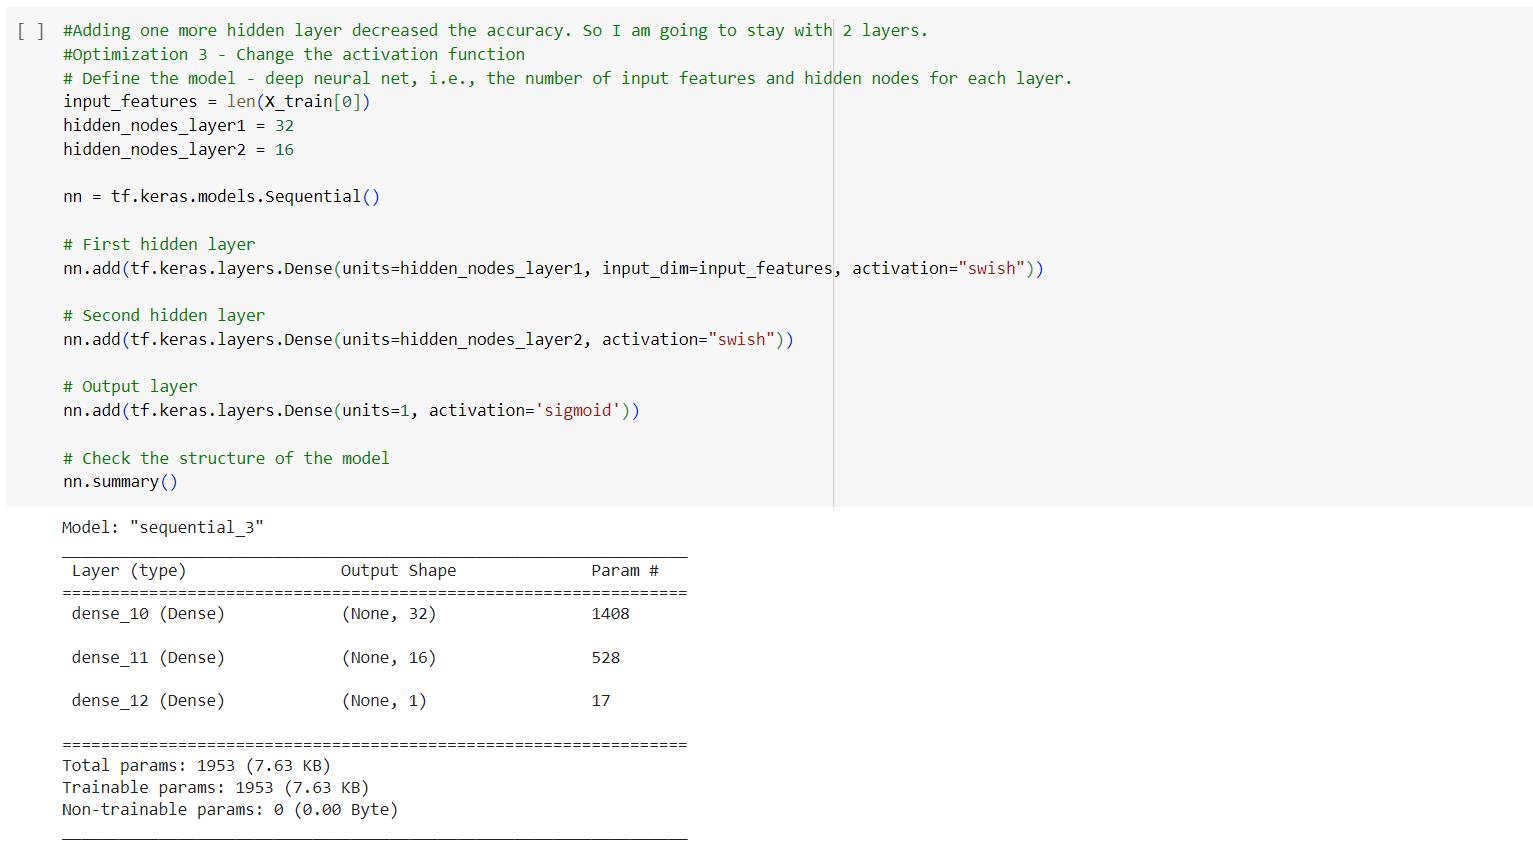 [ ] #Adding one more hidden layer decreased the accuracy. So I am going to stay with 2 layers.
#Optimization 3 - Change the activation function
# Define the model - deep neural net, i.e., the number of input features and hidden nodes for each layer.
input_features = len(X_train[0])
hidden_nodes_layer1 = 32
hidden_nodes_layer2 = 16
nn = tf.keras.models.Sequential()
# First hidden layer
nn.add(tf.keras.layers.Dense(units=hidden_nodes_layer1, input_dim=input_features, activation="swish"))
# Second hidden layer
nn.add(tf.keras.layers.Dense(units=hidden_nodes_layer2, activation="swish"))
# Output layer
nn.add(tf.keras.layers.Dense(units=1, activation='sigmoid'))
# Check the structure of the model
nn.summary()
Model: "sequential_3"
_________________________________________________________________
Layer (type) Output Shape Param #
=================================================================
dense_10 (Dense) (None, 32) 1408
dense_11 (Dense) (None, 16) 528
dense_12 (Dense) (None, 1) 17
=================================================================
Total params: 1953 (7.63 KB)
Trainable params: 1953 (7.63 KB)
Non-trainable params: 0 (0.00 Byte)
_________________________________________________________________